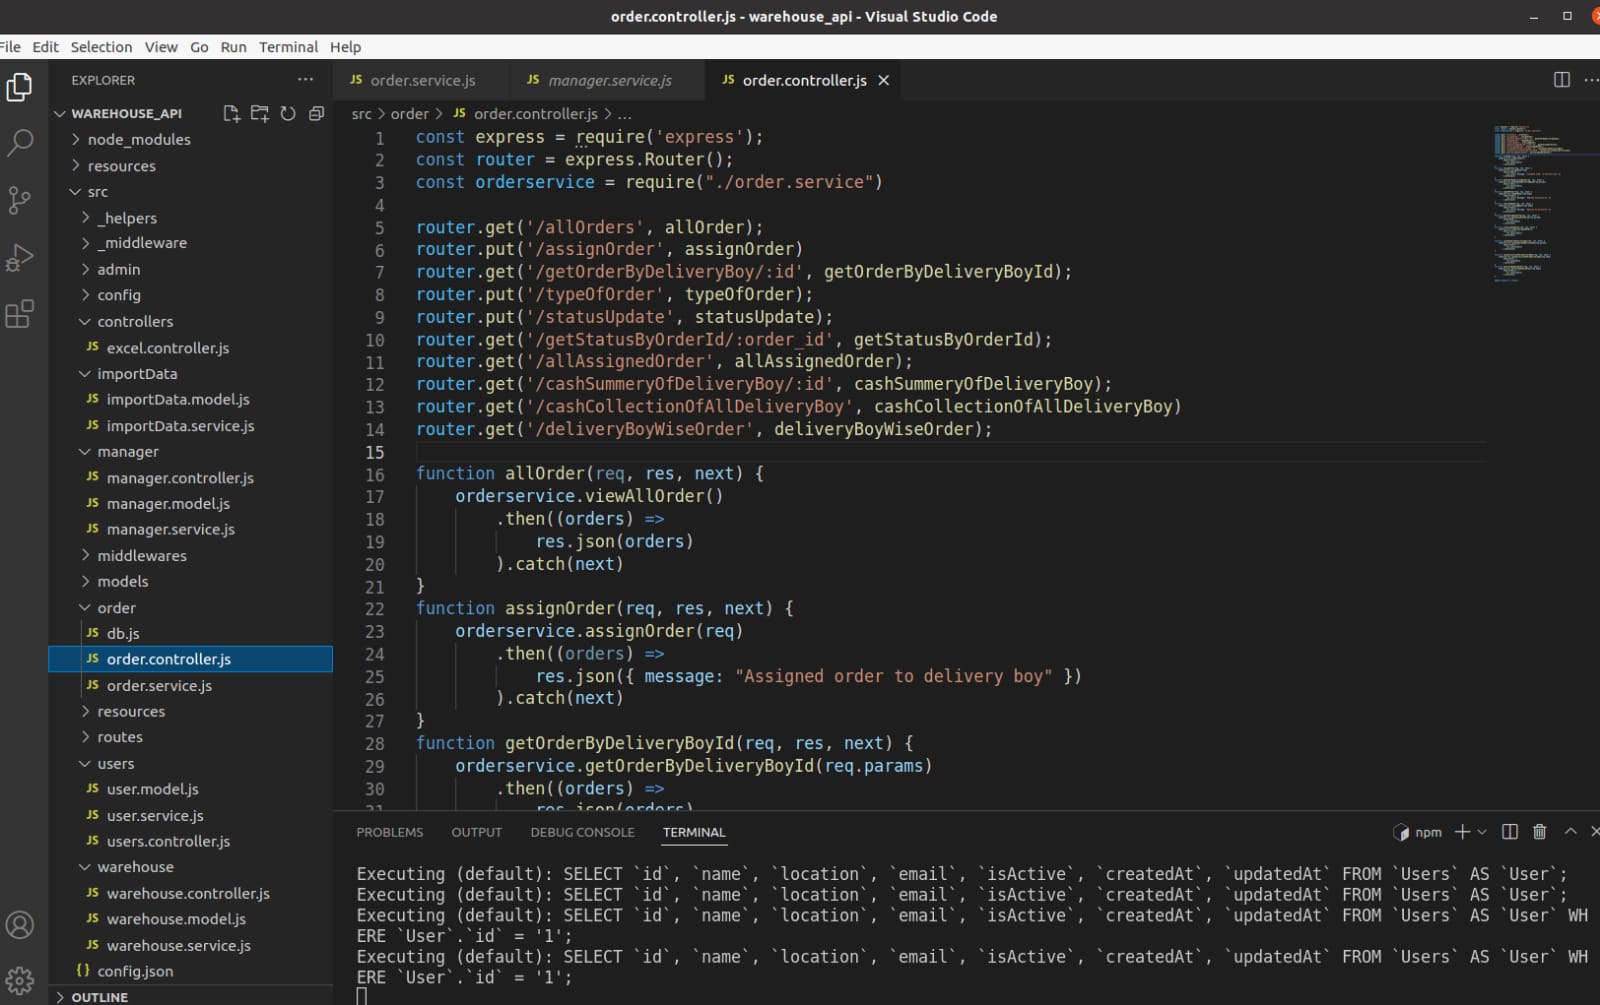 order.controller.js - warehouse_api - Visual Studio Code
File Edit Selection View Go Run Terminal Help
EXPLORER
WAREHOUSE_API
node_modules
resources
src
_helpers
_middleware
admin
config
controllers
JS excel.controller.js
importData
JS importData.model.js
JS importData.service.js
manager
JS manager.controller.js
JS manager.model.js
JS manager.service.js
middlewares
models
order
JS db.js
JS order.controller.js
JS order.service.js
resources
routes
users
JS user.model.js
JS user.service.js
JS users.controller.js
warehouse
JS warehouse.controller.js
JS warehouse.model.js
JS warehouse.service.js
{} config.json
OUTLINE
JS order.service.js JS manager.service.js JS order.controller.js
src > order > JS order.controller.js > ...
1 const express = require('express');
2 const router = express.Router();
3 const orderservice = require("./order.service")
4
5 router.get('/allOrders', allOrder);
6 router.put('/assignOrder', assignOrder)
7 router.get('/getOrderByDeliveryBoy/:id', getOrderByDeliveryBoyId);
8 router.put('/typeOfOrder', typeOfOrder);
9 router.put('/statusUpdate', statusUpdate);
10 router.get('/getStatusByOrderId/:order_id', getStatusByOrderId);
11 router.get('/allAssignedOrder', allAssignedOrder);
12 router.get('/cashSummeryOfDeliveryBoy/:id', cashSummeryOfDeliveryBoy);
13 router.get('/cashCollectionOfAllDeliveryBoy', cashCollectionOfAllDeliveryBoy)
14 router.get('/deliveryBoyWiseOrder', deliveryBoyWiseOrder);
15
16 function allOrder(req, res, next) {
17 orderservice.viewAllOrder()
18 .then((orders) =>
19 res.json(orders)
20 ).catch(next)
21 }
22 function assignOrder(req, res, next) {
23 orderservice.assignOrder(req)
24 .then((orders) =>
25 res.json({ message: "Assigned order to delivery boy" })
26 ).catch(next)
27 }
28 function getOrderByDeliveryBoyId(req, res, next) {
29 orderservice.getOrderByDeliveryBoyId(req.params)
30 .then((orders) =>
31 res.json(orders)
PROBLEMS OUTPUT DEBUG CONSOLE TERMINAL
npm
Executing (default): SELECT `id`, `name`, `location`, `email`, `isActive`, `createdAt`, `updatedAt` FROM `Users` AS `User`;
Executing (default): SELECT `id`, `name`, `location`, `email`, `isActive`, `createdAt`, `updatedAt` FROM `Users` AS `User`;
Executing (default): SELECT `id`, `name`, `location`, `email`, `isActive`, `createdAt`, `updatedAt` FROM `Users` AS `User` WH
ERE `User`.`id` = '1';
Executing (default): SELECT `id`, `name`, `location`, `email`, `isActive`, `createdAt`, `updatedAt` FROM `Users` AS `User` WH
ERE `User`.`id` = '1';